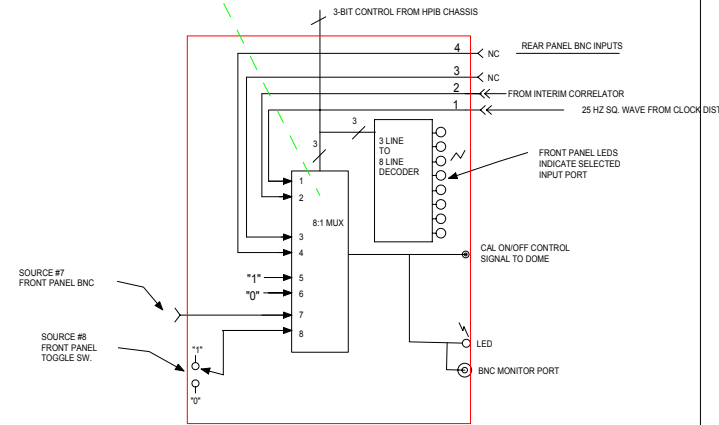 3-BIT CONTROL FROM HPIB CHASSIS
4
NC
REAR PANEL BNC INPUTS
3
NC
2
FROM INTERIM CORRELATOR
1
25 HZ SQ. WAVE FROM CLOCK DIST
3
3
3 LINE
TO
8 LINE
DECODER
FRONT PANEL LEDS
INDICATE SELECTED
INPUT PORT
1
2
8:1 MUX
3
4
CAL ON/OFF CONTROL
SIGNAL TO DOME
SOURCE #7
FRONT PANEL BNC
"1"
5
"0"
6
7
8
SOURCE #8
FRONT PANEL
TOGGLE SW.
"1"
"0"
LED
BNC MONITOR PORT